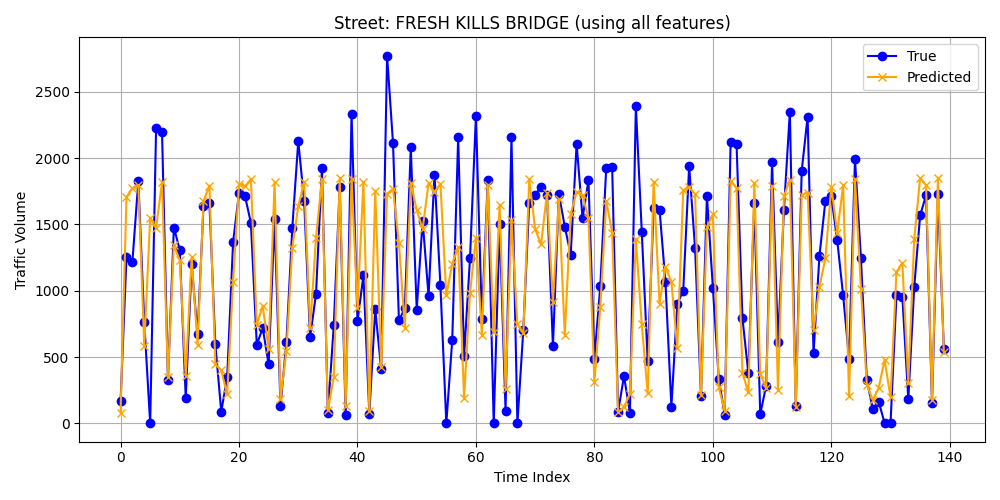 Street: FRESH KILLS BRIDGE (using all features)
True
Predicted
Traffic Volume
2500
2000
1500
1000
500
0
0 20 40 60 80 100 120 140
Time Index